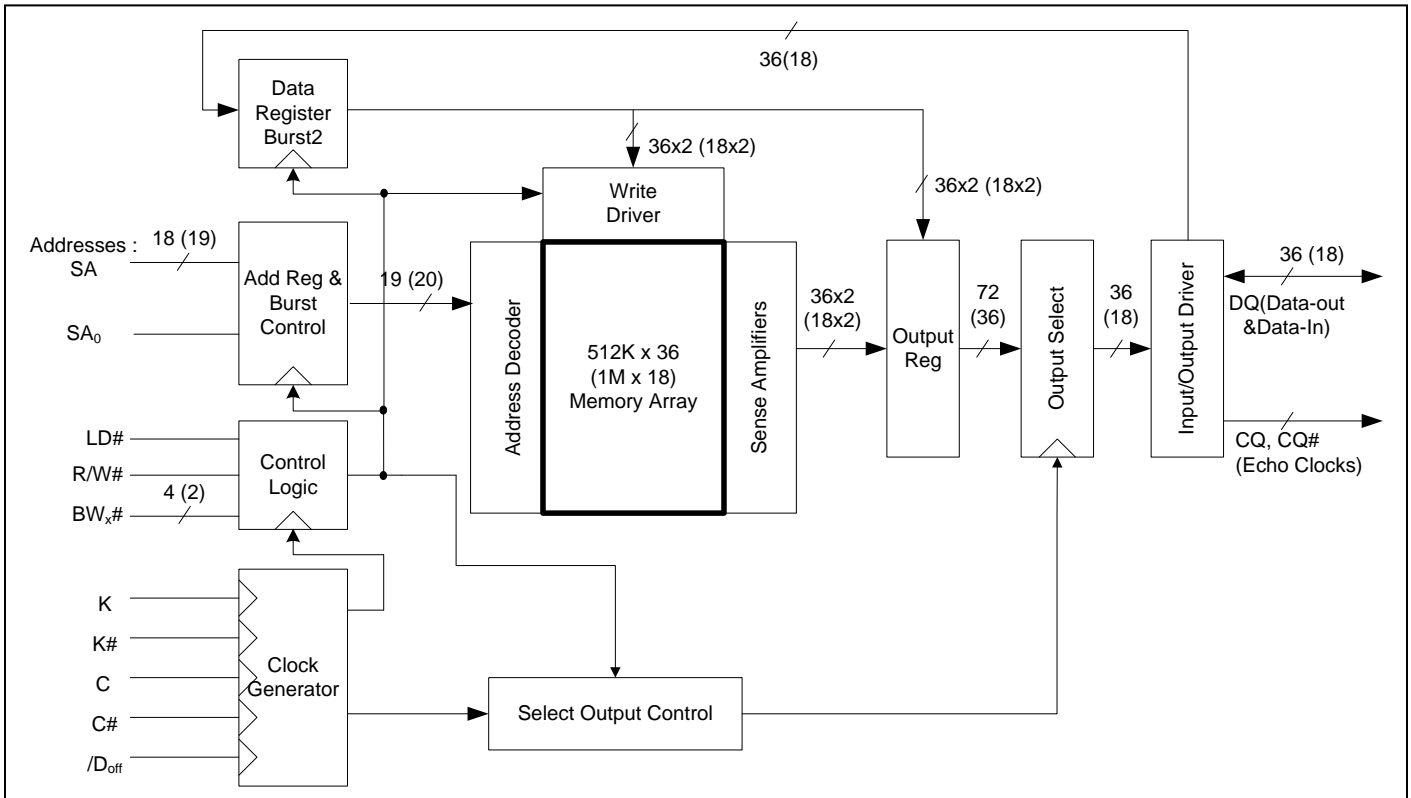 36(18)
Data
Register
Burst2
36x2 (18x2)
36x2 (18x2)
Write
Driver
Addresses :
SA
18 (19)
SA₀
Add Reg &
Burst
Control
19 (20)
Address Decoder
512K x 36
(1M x 18)
Memory Array
Sense Amplifiers
36x2
(18x2)
Output
Reg
72
(36)
Output Select
36
(18)
Input/Output Driver
36 (18)
DQ(Data-out
&Data-In)
CQ, CQ#
(Echo Clocks)
LD#
R/W#
BWₓ#
4 (2)
Control
Logic
K
K#
C
C#
/Doff
Clock
Generator
Select Output Control